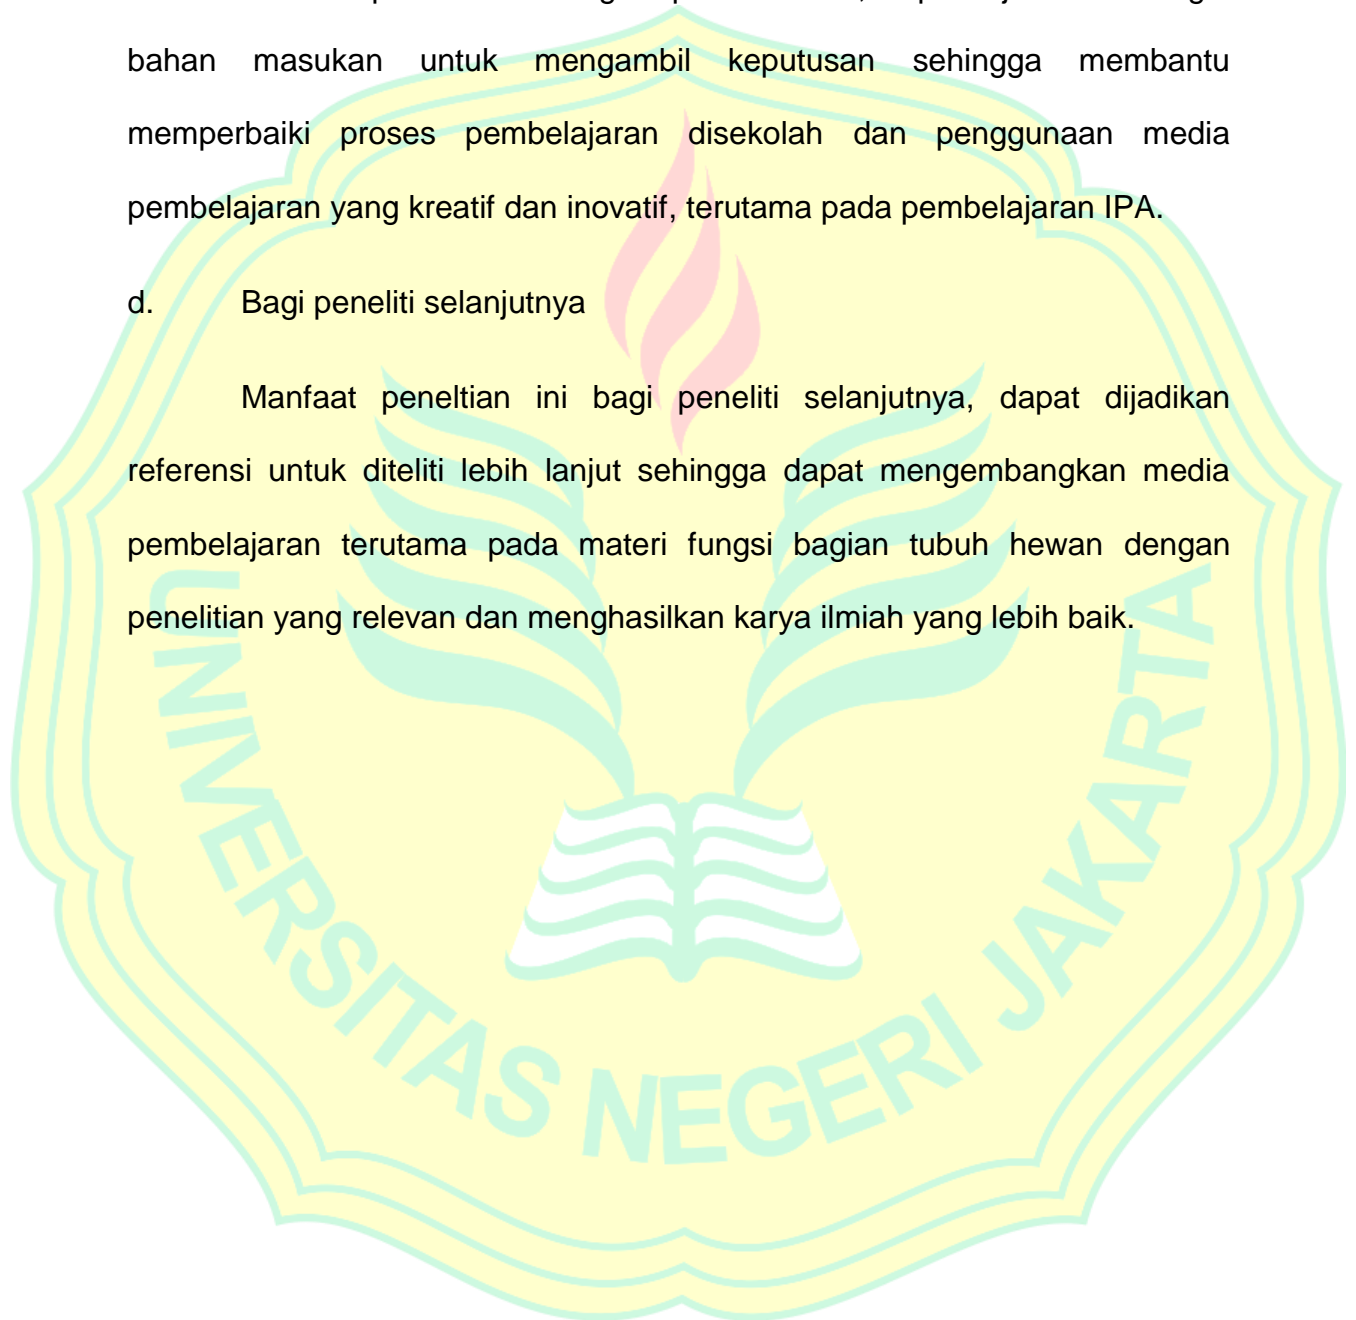 bahan masukan untuk mengambil keputusan sehingga membantu
memperbaiki proses pembelajaran disekolah dan penggunaan media
pembelajaran yang kreatif dan inovatif, terutama pada pembelajaran IPA.
d. Bagi peneliti selanjutnya
Manfaat peneltian ini bagi peneliti selanjutnya, dapat dijadikan
referensi untuk diteliti lebih lanjut sehingga dapat mengembangkan media
pembelajaran terutama pada materi fungsi bagian tubuh hewan dengan
penelitian yang relevan dan menghasilkan karya ilmiah yang lebih baik.
UNIVERSITAS NEGERI JAKARTA